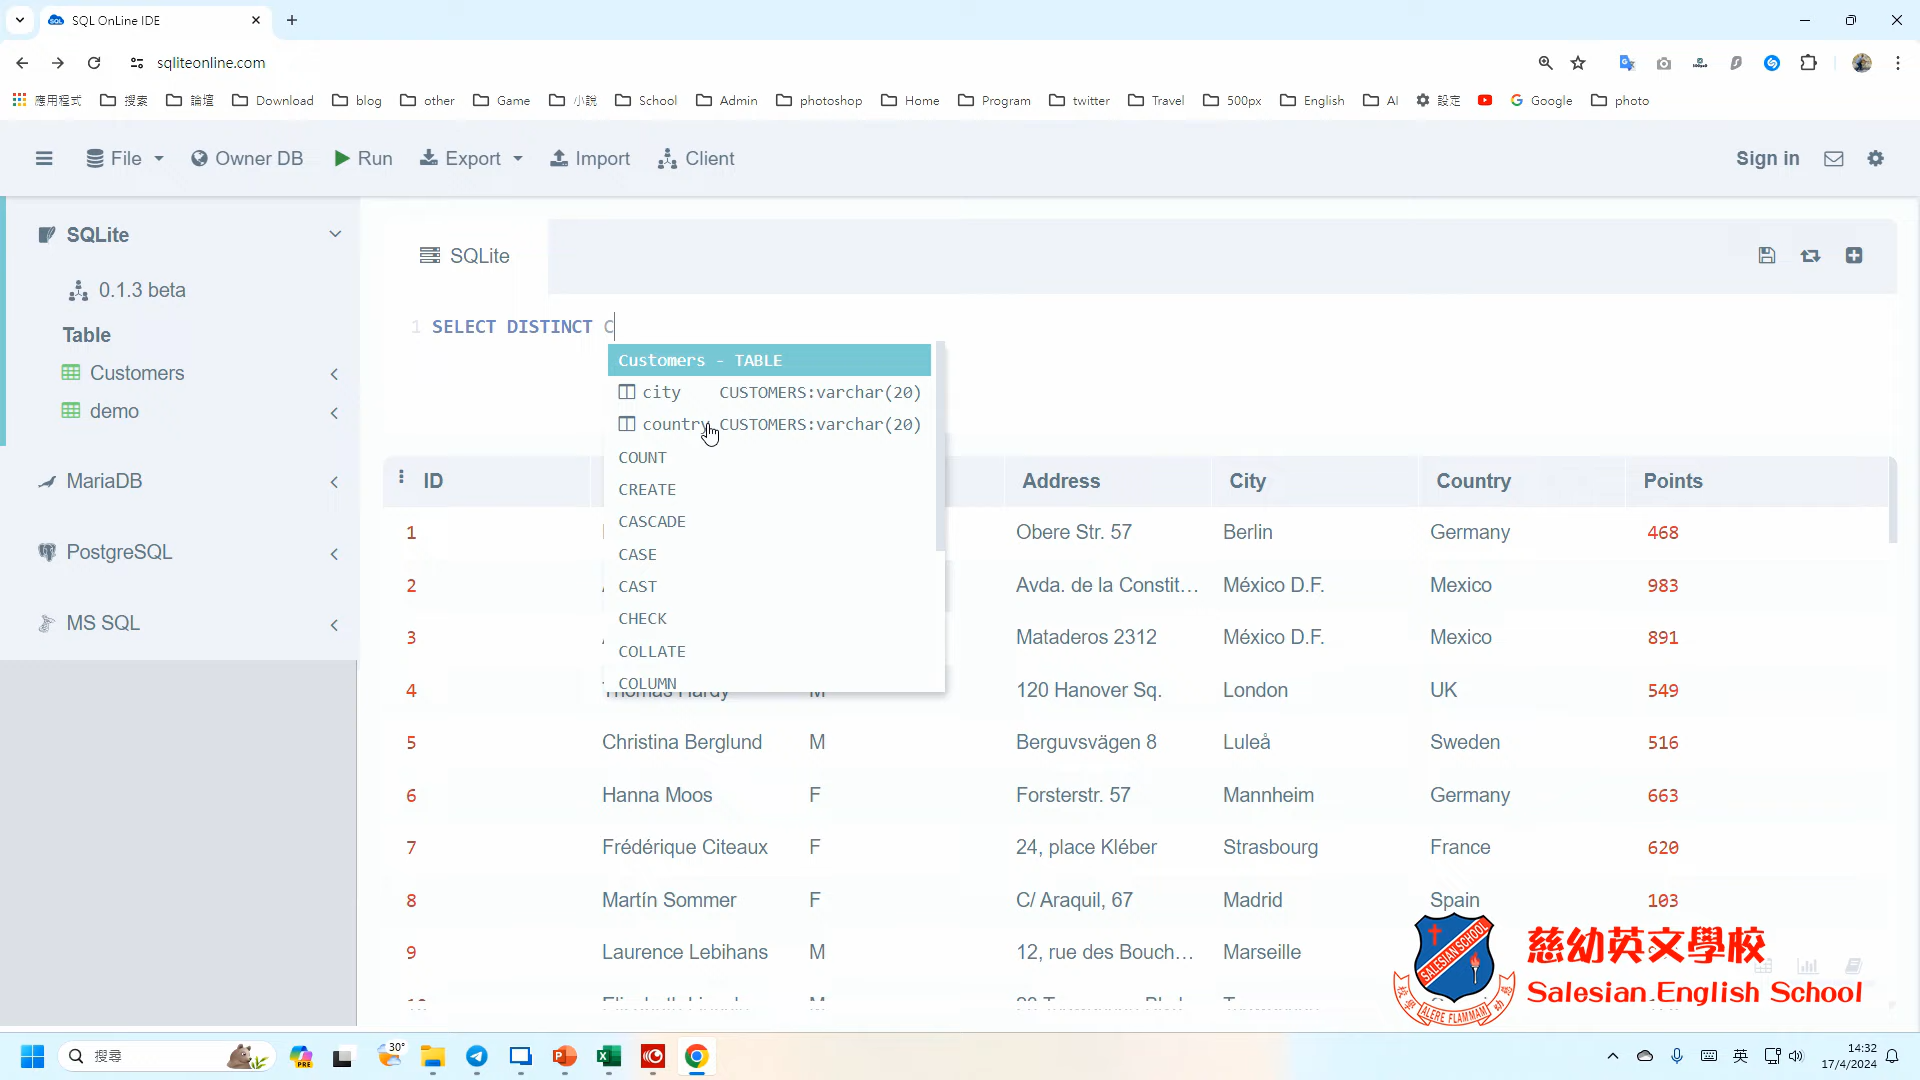 SQL OnLine IDE
sqliteonline.com
應用程式 搜索 論壇 Download blog other Game 小說 School Admin photoshop Home Program twitter Travel 500px English AI 設定 Google photo
File Owner DB Run Export Import Client Sign in
SQLite
0.1.3 beta
Table
Customers
demo
MariaDB
PostgreSQL
MS SQL
SQLite
1 SELECT DISTINCT C
Customers - TABLE
city CUSTOMERS:varchar(20)
country CUSTOMERS:varchar(20)
COUNT
CREATE
CASCADE
CASE
CAST
CHECK
COLLATE
COLUMN
ID Address City Country Points
1 Obere Str. 57 Berlin Germany 468
2 Avda. de la Constit... México D.F. Mexico 983
3 Mataderos 2312 México D.F. Mexico 891
4 Thomas Hardy M 120 Hanover Sq. London UK 549
5 Christina Berglund M Berguvsvägen 8 Luleå Sweden 516
6 Hanna Moos F Forsterstr. 57 Mannheim Germany 663
7 Frédérique Citeaux F 24, place Kléber Strasbourg France 620
8 Martín Sommer F C/ Araquil, 67 Madrid Spain 103
9 Laurence Lebihans M 12, rue des Bouch... Marseille
慈幼英文學校
Salesian English School
SALESIAN SCHOOL
ALERE FLAMMAM
搜尋
PRE
30°
英
14:32
17/4/2024